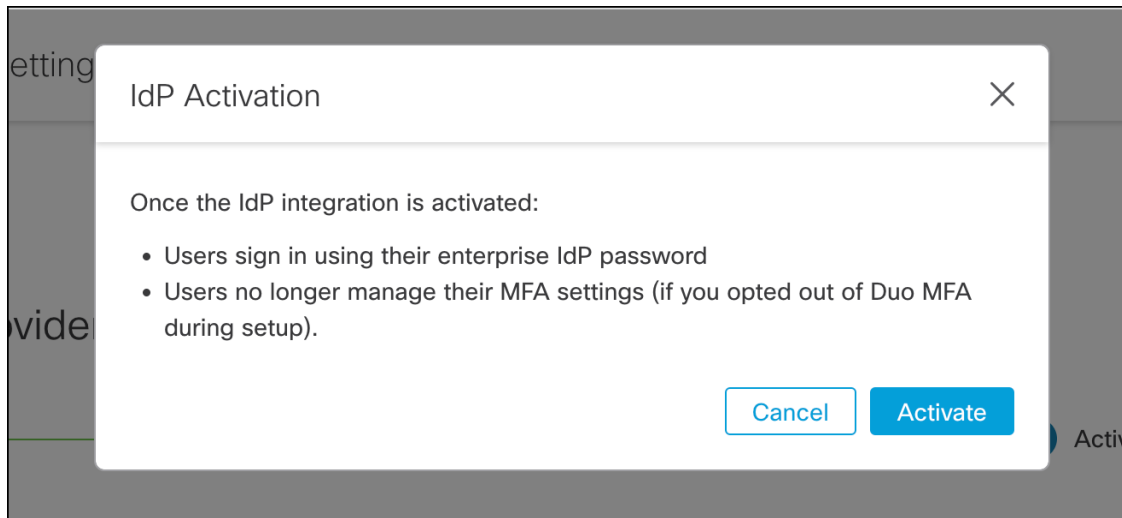 etting
IdP Activation
Once the IdP integration is activated:
• Users sign in using their enterprise IdP password
• Users no longer manage their MFA settings (if you opted out of Duo MFA
during setup).
ovider
Cancel
Activate
Activ